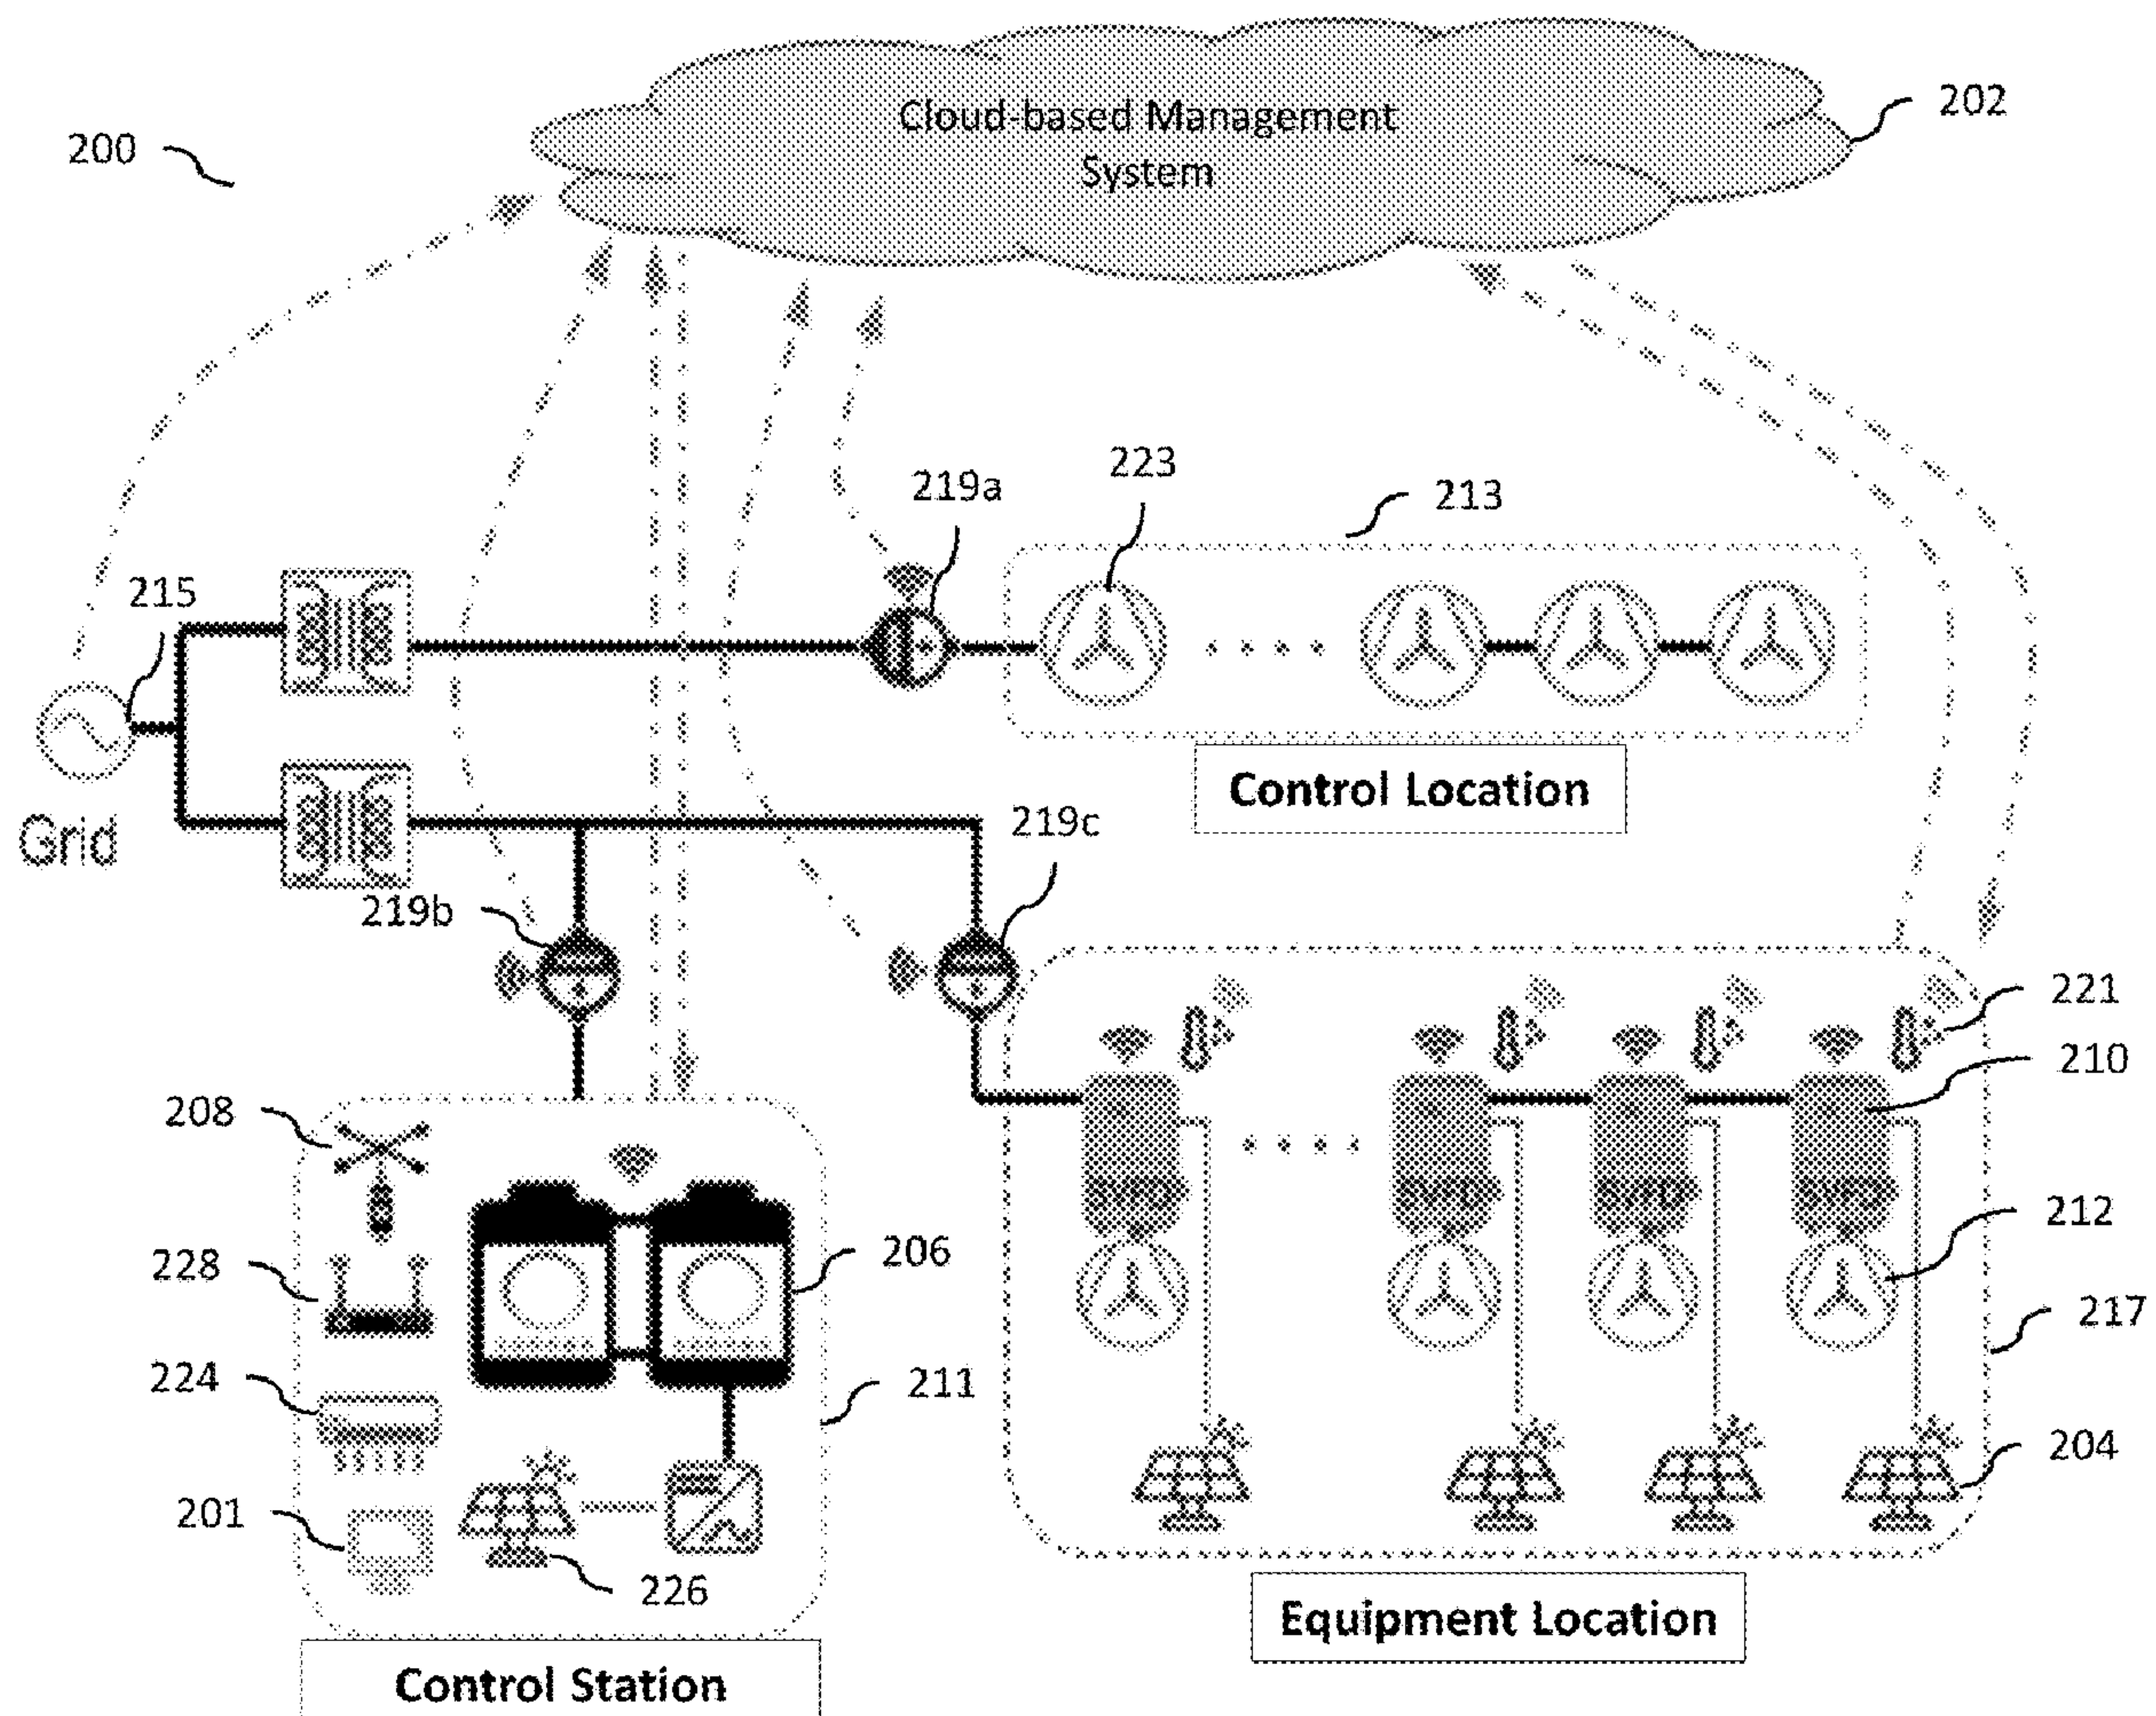 Cloud-based Management
System
202
200
223
219a
213
215
Control Location
Grid
219c
219b
221
210
208
212
206
228
217
224
211
204
201
226
Equipment Location
Control Station